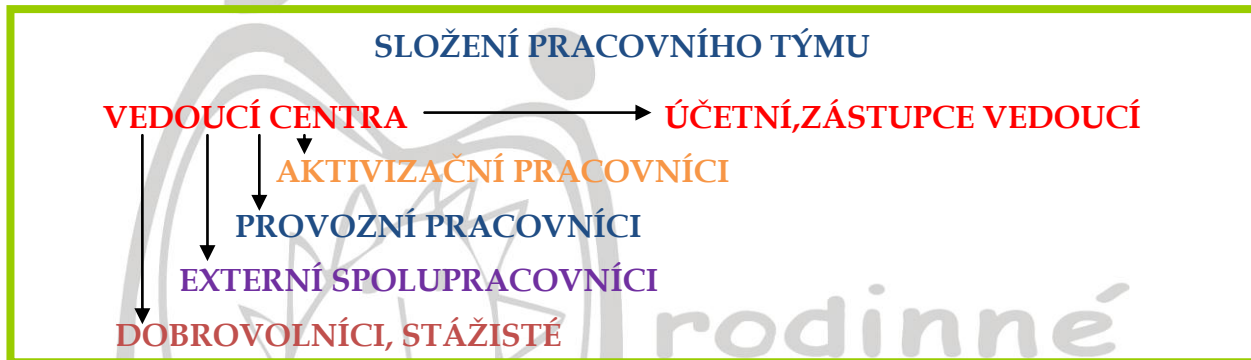 SLOŽENÍ PRACOVNÍHO TÝMU
VEDOUCÍ CENTRA ÚČETNÍ,ZÁSTUPCE VEDOUCÍ
AKTIVIZAČNÍ PRACOVNÍCI
PROVOZNÍ PRACOVNÍCI
EXTERNÍ SPOLUPRACOVNÍCI
DOBROVOLNÍCI, STÁŽISTÉ
rodinné